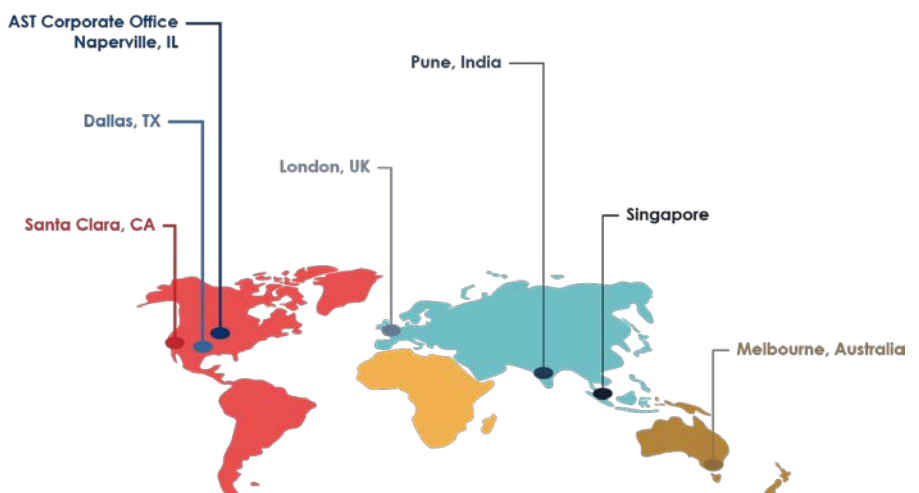 AST Corporate Office
Naperville, IL
Pune, India
Dallas, TX
London, UK
Santa Clara, CA
Singapore
Melbourne, Australia